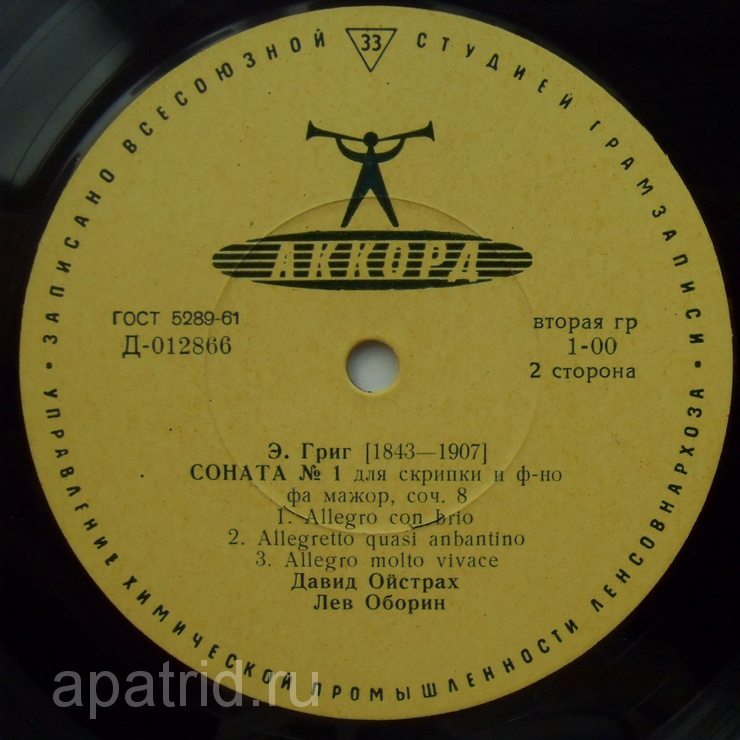 ЗАПИСАНО ВСЕСОЮЗНОЙ СТУДИЕЙ ГРАМЗАПИСИ
33
АККОРД
ГОСТ 5289-61
Д-012866
вторая гр
1-00
2 сторона
Э. Григ [1843—1907]
СОНАТА № 1 для скрипки и ф-но
фа мажор, соч. 8
1. Allegro con brio
2. Allegretto quasi anbantino
3. Allegro molto vivace
Давид Ойстрах
Лев Оборин
УПРАВЛЕНИЕ ХИМИЧЕСКОЙ ПРОМЫШЛЕННОСТИ ЛЕНСОВНАРХОЗА
apatrid.ru